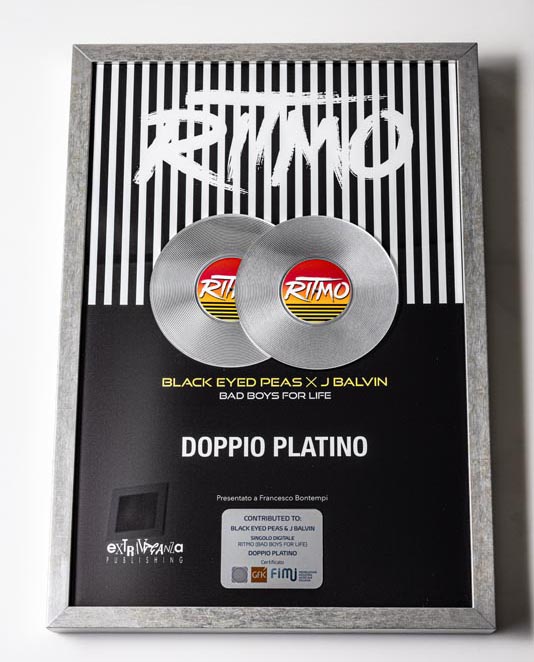 RITMO
RITMO
RITMO
BLACK EYED PEAS X J BALVIN
BAD BOYS FOR LIFE
DOPPIO PLATINO
Presentato a Francesco Bontempi
CONTRIBUTED TO:
BLACK EYED PEAS & J BALVIN
SINGOLO DIGITALE
RITMO (BAD BOYS FOR LIFE)
DOPPIO PLATINO
Certificato
GfK FIMI
EXTRAVAGANZA
PUBLISHING